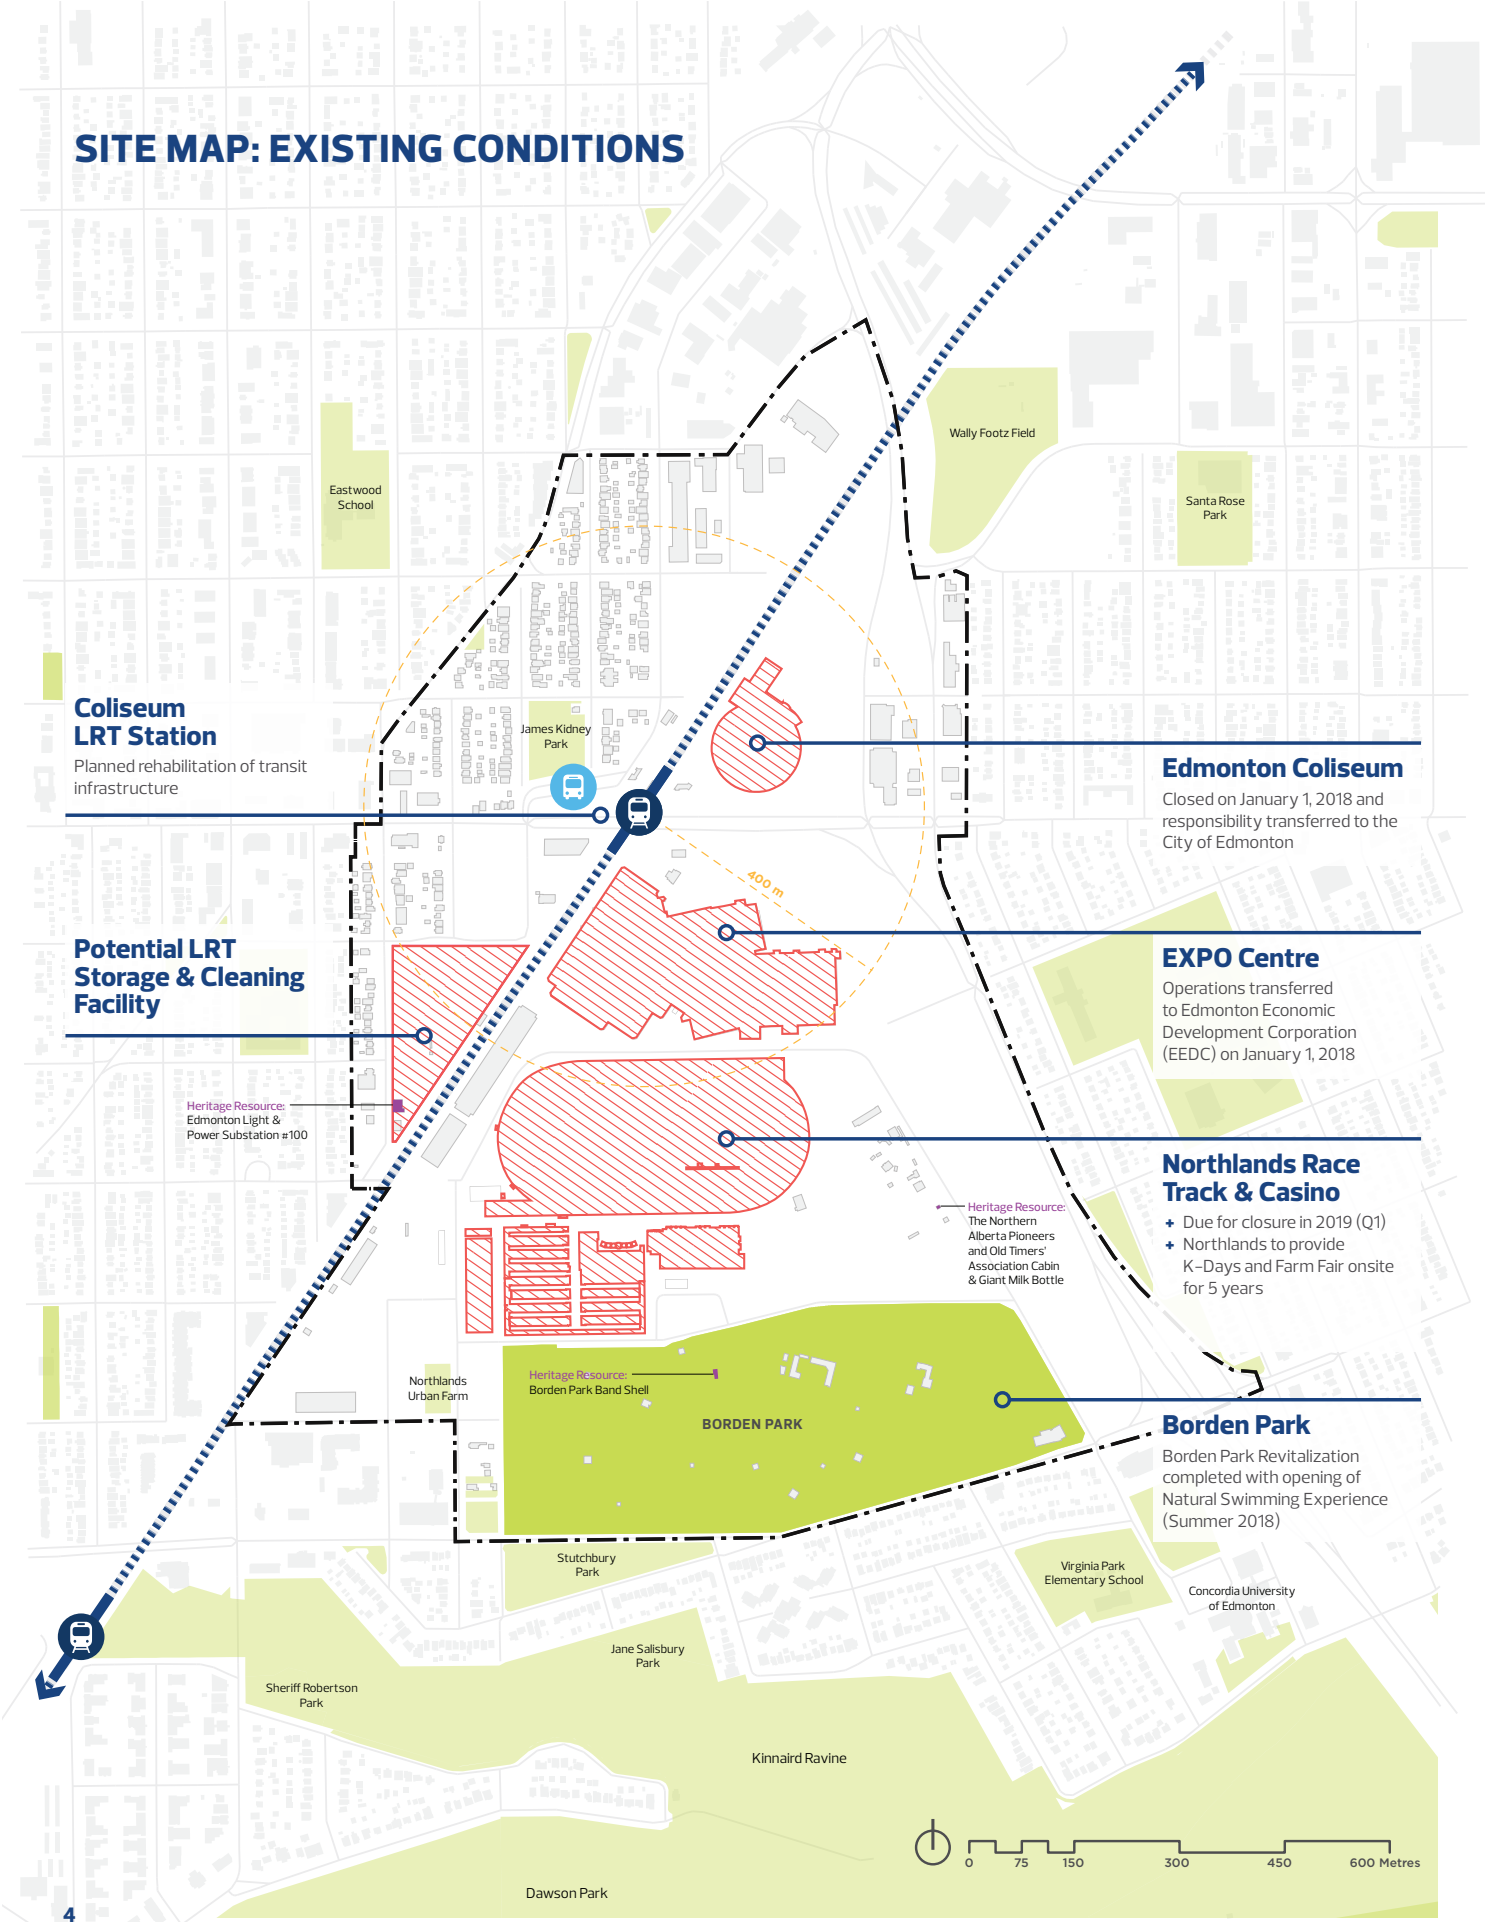 SITE MAP: EXISTING CONDITIONS
Wally Footz Field
Eastwood
School
Santa Rose
Park
Coliseum
LRT Station
Planned rehabilitation of transit
infrastructure
James Kidney
Park
Edmonton Coliseum
Closed on January 1, 2018 and
responsibility transferred to the
City of Edmonton
400 m
Potential LRT
Storage & Cleaning
Facility
EXPO Centre
Operations transferred
to Edmonton Economic
Development Corporation
(EEDC) on January 1, 2018
Heritage Resource:
Edmonton Light &
Power Substation #100
Northlands Race
Track & Casino
+ Due for closure in 2019 (Q1)
+ Northlands to provide
K-Days and Farm Fair onsite
for 5 years
Heritage Resource:
The Northern
Alberta Pioneers
and Old Timers'
Association Cabin
& Giant Milk Bottle
Northlands
Urban Farm
Heritage Resource:
Borden Park Band Shell
BORDEN PARK
Borden Park
Borden Park Revitalization
completed with opening of
Natural Swimming Experience
(Summer 2018)
Stutchbury
Park
Virginia Park
Elementary School
Concordia University
of Edmonton
Jane Salisbury
Park
Sheriff Robertson
Park
Kinnaird Ravine
Dawson Park
0 75 150 300 450 600 Metres
4